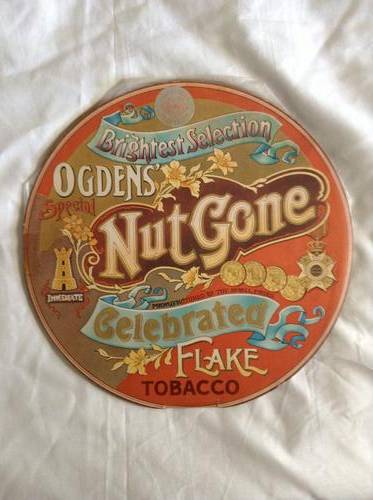 Brightest Selection
OGDENS'
Special
Nut Gone
IMMEDIATE
Celebrated
FLAKE
TOBACCO